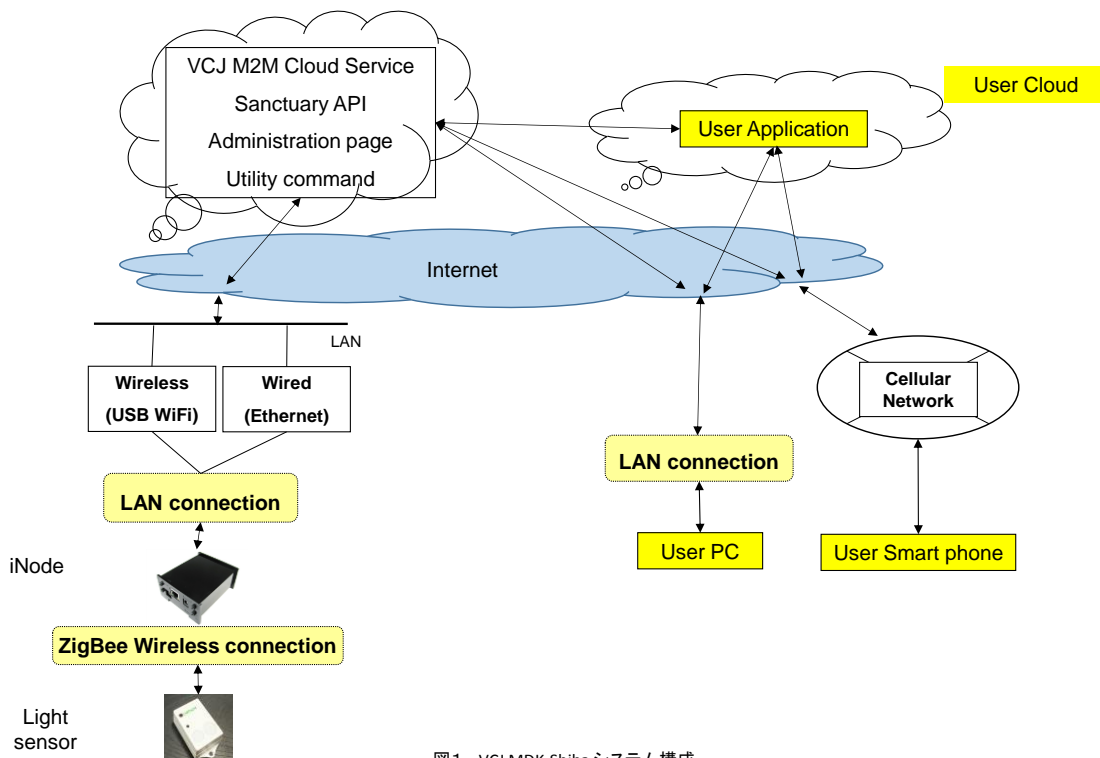 VCJ M2M Cloud Service
Sanctuary API
Administration page
Utility command
User Cloud
User Application
Internet
LAN
Wireless
(USB WiFi)
Wired
(Ethernet)
Cellular
Network
LAN connection
LAN connection
iNode
User PC
User Smart phone
ZigBee Wireless connection
Light
sensor